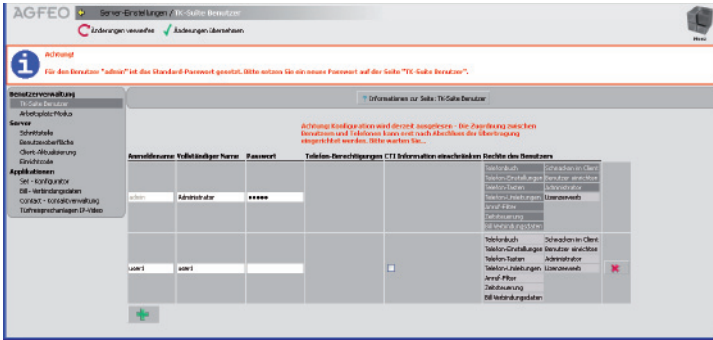 AGFEO
Server-Einstellungen / TK-Suite Benutzer
Änderungen verwerfen
Änderungen übernehmen
Menü
Achtung!
Für den Benutzer "admin" ist das Standard-Passwort gesetzt. Bitte setzen Sie ein neues Passwort auf der Seite "TK-Suite Benutzer".
Benutzerverwaltung
TK-Suite Benutzer
Arbeitsplatz-Modus
Server
Schnittstelle
Benutzeroberfläche
Client-Aktualisierung
Einrichtcode
Applikationen
Set - Konfigurator
Bill - Verbindungsdaten
Contact - Kontaktverwaltung
Türfreisprechanlagen IP-Video
Informationen zur Seite: TK-Suite Benutzer
Achtung: Konfiguration wird derzeit ausgelesen - Die Zuordnung zwischen
Benutzern und Telefonen kann erst nach Abschluss der Übertragung
eingerichtet werden. Bitte warten Sie...
Anmeldename Vollständiger Name Passwort Telefon-Berechtigungen CTI Information einschränken Rechte des Benutzers
Telefonbuch Schnacken im Client
Telefon-Einstellungen Benutzer einrichten
Telefon-Tasten Administrator
admin Administrator ●●●●● Telefon-Umleitungen Lizenzerwerb
Anruf-Filter
Zeitsteuerung
Bill Verbindungsdaten
Telefonbuch Schnacken im Client
Telefon-Einstellungen Benutzer einrichten
Telefon-Tasten Administrator
user1 user1 Telefon-Umleitungen Lizenzerwerb
Anruf-Filter
Zeitsteuerung
Bill Verbindungsdaten